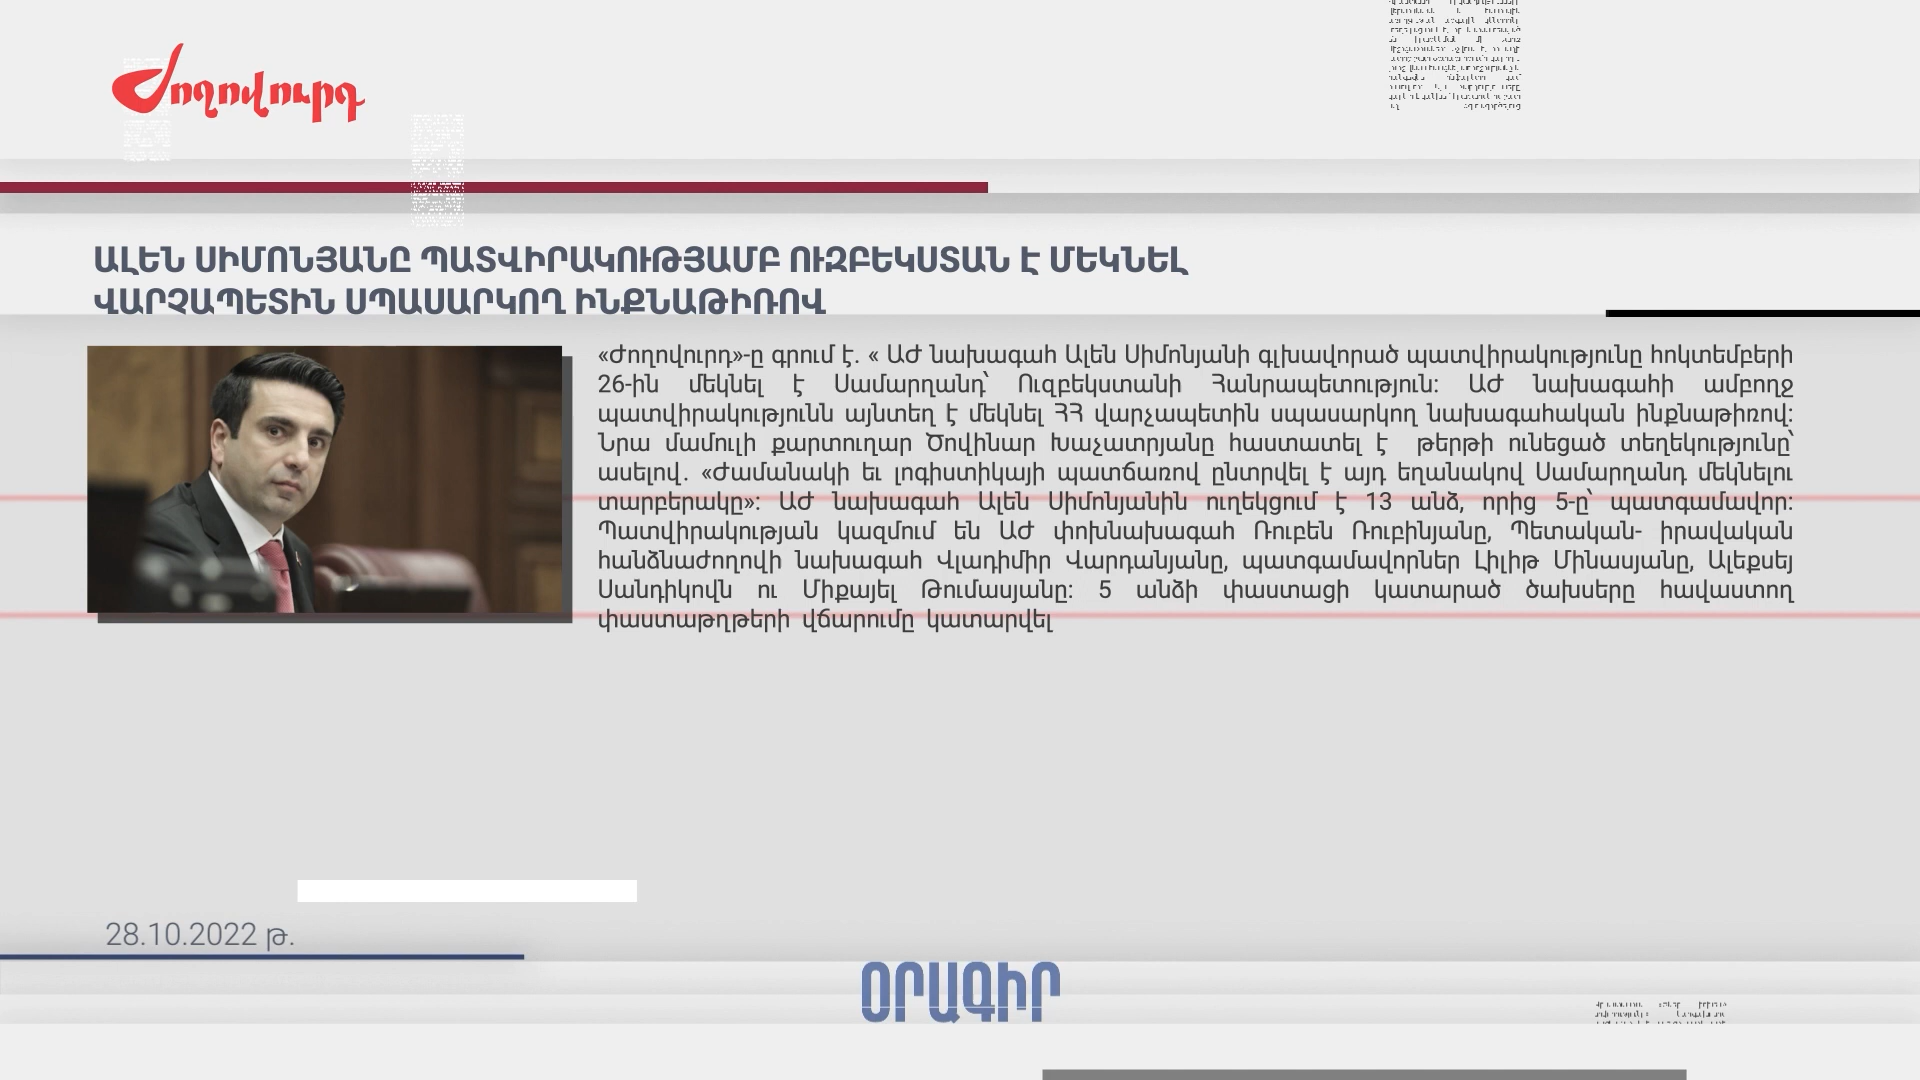 Ժողովուրդ
ԱԼԵՆ ՍԻՄՈՆՅԱՆԸ ՊԱՏՎԻՐԱԿՈՒԹՅԱՄԲ ՈՒԶԲԵԿՍՏԱՆ Է ՄԵԿՆԵԼ
ՎԱՐՉԱՊԵՏԻՆ ՍՊԱՍԱՐԿՈՂ ԻՆՔՆԱԹԻՌՈՎ
«Ժողովուրդ»-ը գրում է. « ԱԺ նախագահ Ալեն Սիմոնյանի գլխավորած պատվիրակությունը հոկտեմբերի
26-ին մեկնել է Սամարղանդ՝ Ուզբեկստանի Հանրապետություն: ԱԺ նախագահի ամբողջ
պատվիրակությունն այնտեղ է մեկնել ՀՀ վարչապետին սպասարկող նախագահական ինքնաթիռով:
Նրա մամուլի քարտուղար Ծովինար Խաչատրյանը հաստատել է թերթի ունեցած տեղեկությունը՝
ասելով. «Ժամանակի եւ լոգիստիկայի պատճառով ընտրվել է այդ եղանակով Սամարղանդ մեկնելու
տարբերակը»: ԱԺ նախագահ Ալեն Սիմոնյանին ուղեկցում է 13 անձ, որից 5-ը՝ պատգամավոր:
Պատվիրակության կազմում են ԱԺ փոխնախագահ Ռուբեն Ռուբինյանը, Պետական- իրավական
հանձնաժողովի նախագահ Վլադիմիր Վարդանյանը, պատգամավորներ Լիլիթ Մինասյանը, Ալեքսեյ
Սանդիկովն ու Միքայել Թումասյանը: 5 անձի փաստացի կատարած ծախսերը հավաստող
փաստաթղթերի վճարումը կատարվել
28.10.2022 թ.
ՕՐԱԳԻՐ